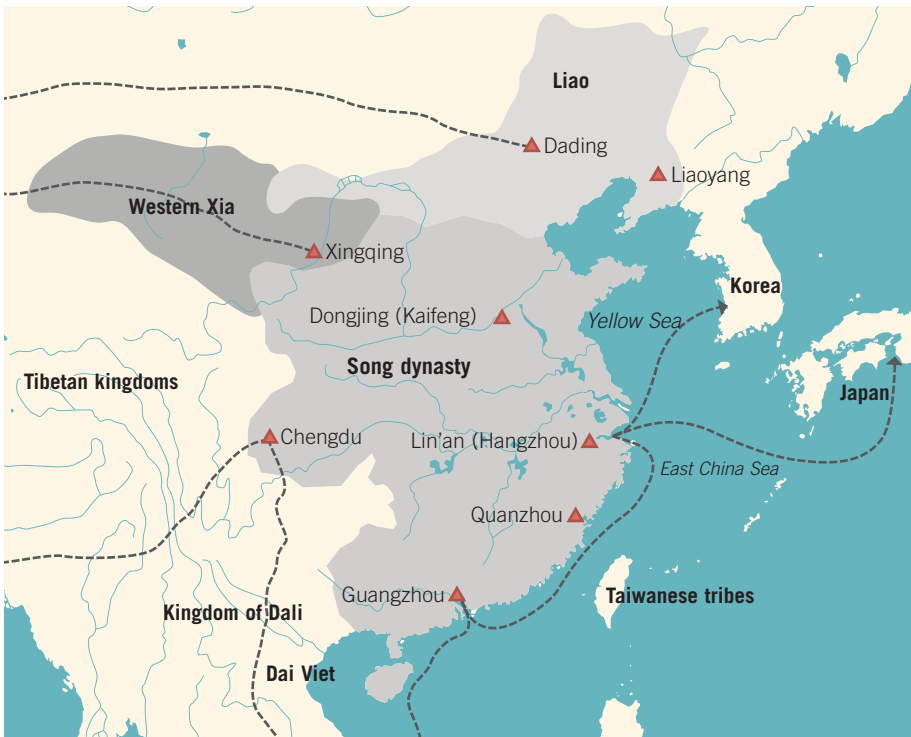 Liao
Dading
Liaoyang
Western Xia
Xingqing
Korea
Dongjing (Kaifeng)
Yellow Sea
Song dynasty
Tibetan kingdoms
Japan
Chengdu
Lin’an (Hangzhou)
East China Sea
Quanzhou
Guangzhou
Taiwanese tribes
Kingdom of Dali
Dai Viet